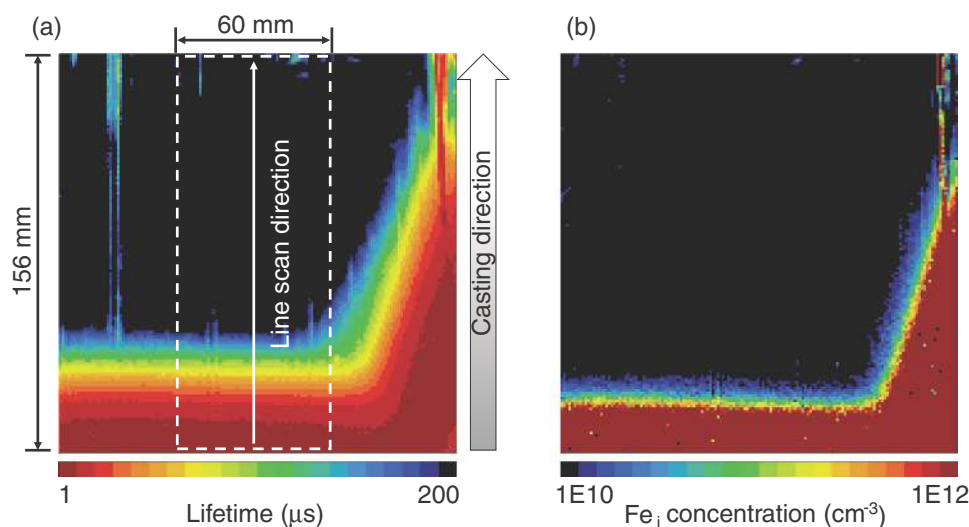 (a)
60 mm
(b)
156 mm
Line scan direction
Casting direction
1
200
Lifetime (µs)
1E10
1E12
Fe i concentration (cm-3)